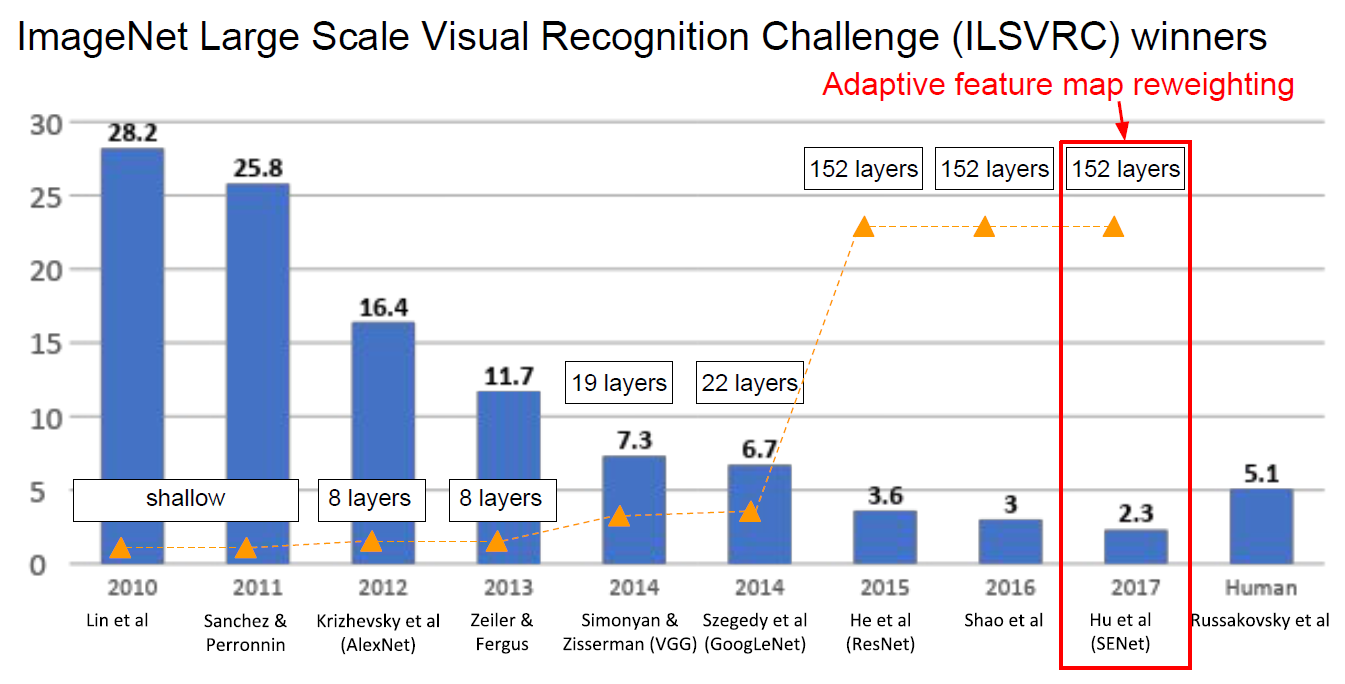 ImageNet Large Scale Visual Recognition Challenge (ILSVRC) winners
Adaptive feature map reweighting
30
25
20
15
10
5
0
28.2
25.8
16.4
11.7
7.3
6.7
3.6
3
2.3
5.1
shallow
8 layers
8 layers
19 layers
22 layers
152 layers
152 layers
152 layers
2010
2011
2012
2013
2014
2014
2015
2016
2017
Human
Lin et al
Sanchez &
Perronnin
Krizhevsky et al
(AlexNet)
Zeiler &
Fergus
Simonyan &
Zisserman (VGG)
Szegedy et al
(GoogLeNet)
He et al
(ResNet)
Shao et al
Hu et al
(SENet)
Russakovsky et al